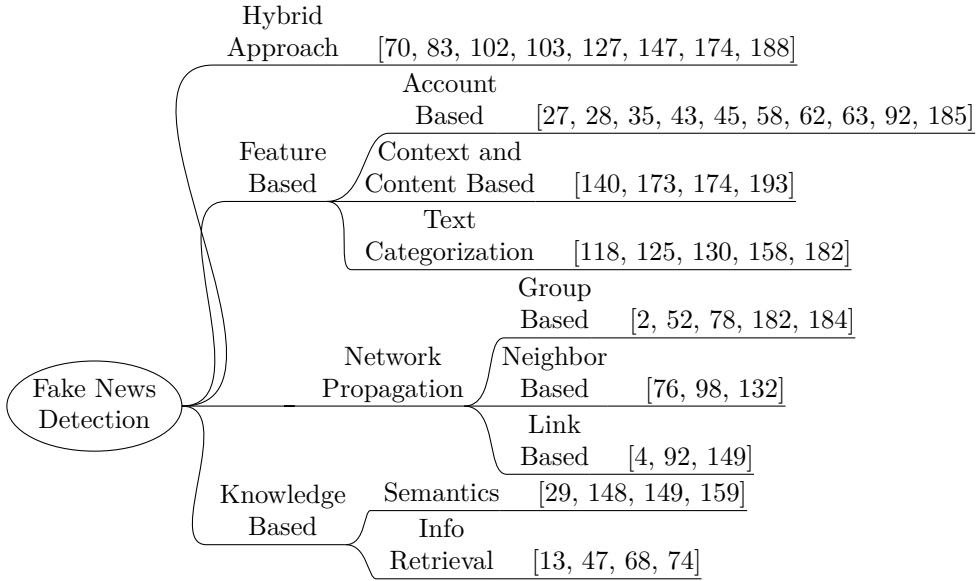 Hybrid
Approach [70, 83, 102, 103, 127, 147, 174, 188]
Account
Based [27, 28, 35, 43, 45, 58, 62, 63, 92, 185]
Feature
Based
Context and
Content Based [140, 173, 174, 193]
Text
Categorization [118, 125, 130, 158, 182]
Group
Based [2, 52, 78, 182, 184]
Network
Propagation
Neighbor
Based [76, 98, 132]
Fake News
Detection
Link
Based [4, 92, 149]
Knowledge
Based
Semantics [29, 148, 149, 159]
Info
Retrieval [13, 47, 68, 74]